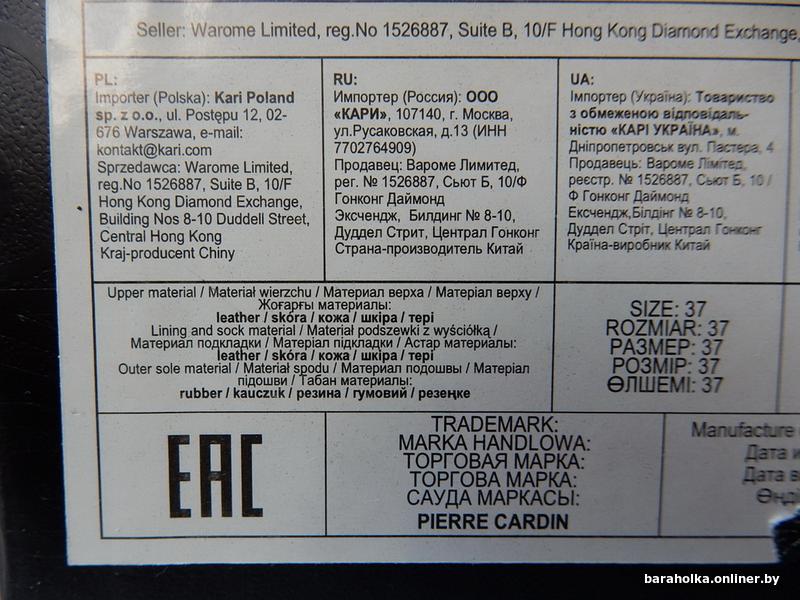 Seller: Warome Limited, reg.No 1526887, Suite B, 10/F Hong Kong Diamond Exchange,
PL:
Importer (Polska): Kari Poland
sp. z o.o., ul. Postępu 12, 02-
676 Warszawa, e-mail:
kontakt@kari.com
Sprzedawca: Warome Limited,
reg.No 1526887, Suite B, 10/F
Hong Kong Diamond Exchange,
Building Nos 8-10 Duddell Street,
Central Hong Kong
Kraj-producent Chiny
RU:
Импортер (Россия): ООО
«КАРИ», 107140, г. Москва,
ул.Русаковская, д.13 (ИНН
7702764909)
Продавец: Вароме Лимитед,
рег. № 1526887, Сьют Б, 10/Ф
Гонконг Даймонд
Эксчендж, Билдинг № 8-10,
Дуддел Стрит, Централ Гонконг
Страна-производитель Китай
UA:
Імпортер (Україна): Товариство
з обмеженою відповідаль-
ністю «КАРІ УКРАЇНА», м.
Дніпропетровськ вул. Пастера, 4
Продавець: Вароме Лімітед,
реєстр. № 1526887, Сьют Б, 10 /
Ф Гонконг Даймонд
Ексчендж,Білдінг № 8-10,
Дуддел Стріт, Централ Гонконг
Країна-виробник Китай
Upper material / Materiał wierzchu / Материал верха / Матеріал верху /
Жоғарғы материалы:
leather / skóra / кожа / шкіра / тері
Lining and sock material / Materiał podszewki z wyściółką /
Материал подкладки / Матеріал підкладки / Астар материалы:
leather / skóra / кожа / шкіра / тері
Outer sole material / Materiał spodu / Материал подошвы / Матеріал
підошви / Табан материалы:
rubber / kauczuk / резина / гумовий / резеңке
SIZE: 37
ROZMIAR: 37
РАЗМЕР: 37
РОЗМІР: 37
ӨЛШЕМІ: 37
EAC
TRADEMARK:
MARKA HANDLOWA:
ТОРГОВАЯ МАРКА:
ТОРГОВА МАРКА:
САУДА МАРКАСЫ:
PIERRE CARDIN
Manufacture
Дата
Дата
baraholka.onliner.by